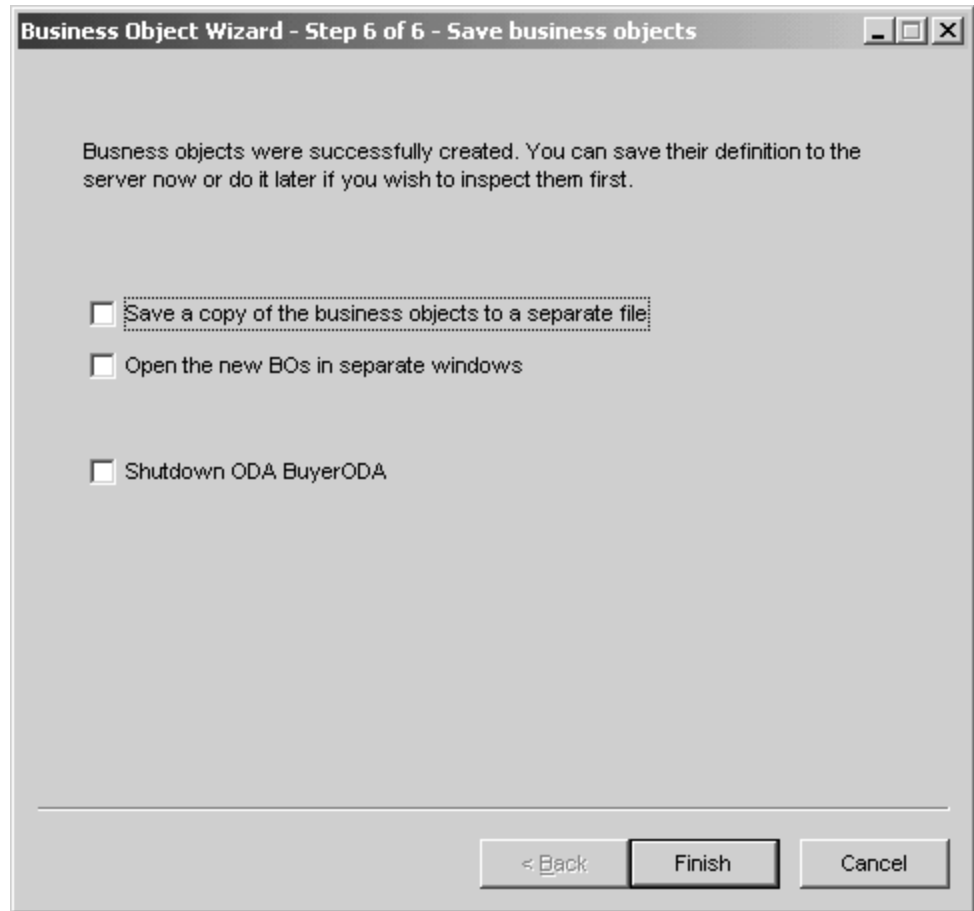 Business Object Wizard - Step 6 of 6 - Save business objects
Busness objects were successfully created. You can save their definition to the
server now or do it later if you wish to inspect them first.
Save a copy of the business objects to a separate file
Open the new BOs in separate windows
Shutdown ODA BuyerODA
< Back
Finish
Cancel